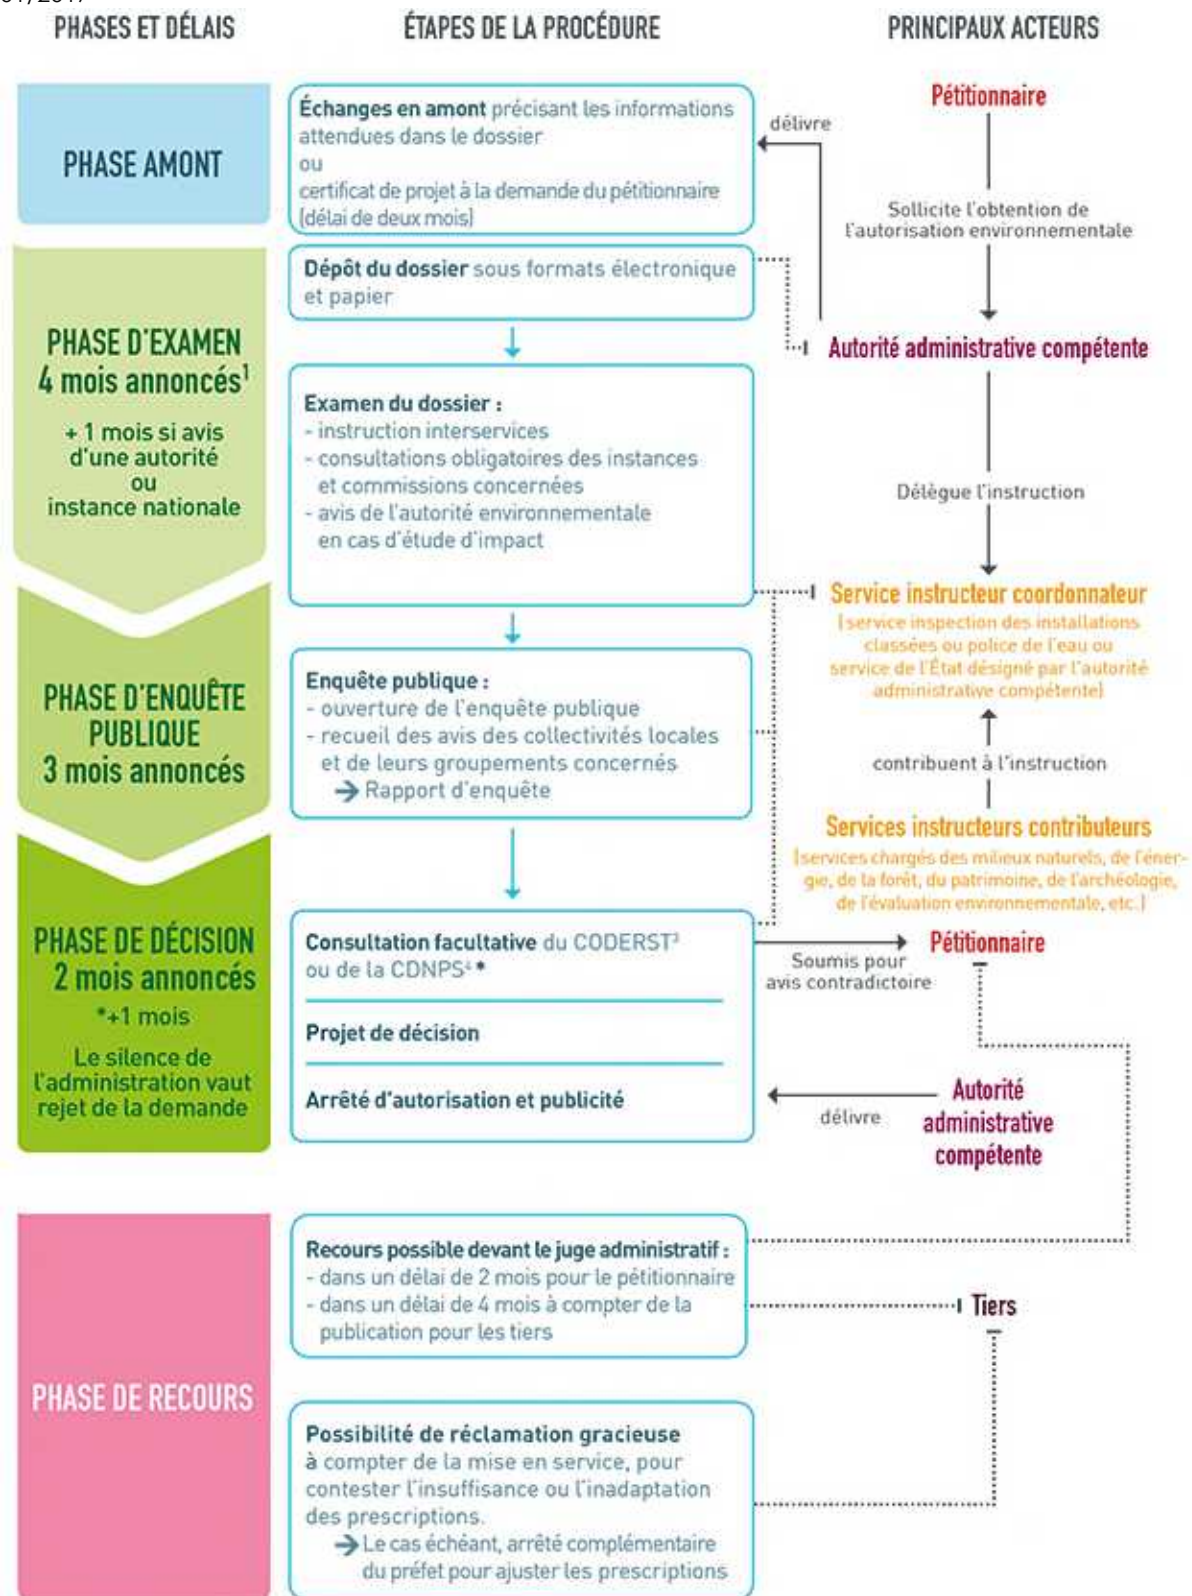 PHASES ET DÉLAIS
ÉTAPES DE LA PROCÉDURE
PRINCIPAUX ACTEURS
PHASE AMONT
Échanges en amont précisant les informations
attendues dans le dossier
ou
certificat de projet à la demande du pétitionnaire
(délai de deux mois)
délivre
Pétitionnaire
Sollicite l'obtention de
l'autorisation environnementale
PHASE D'EXAMEN
4 mois annoncés¹
+ 1 mois si avis
d'une autorité
ou
instance nationale
Dépôt du dossier sous formats électronique
et papier
Autorité administrative compétente
Examen du dossier :
- instruction interservices
- consultations obligatoires des instances
et commissions concernées
- avis de l'autorité environnementale
en cas d'étude d'impact
Délègue l'instruction
Service instructeur coordonnateur
(service inspection des installations
classées ou police de l'eau ou
service de l'État désigné par l'autorité
administrative compétente)
PHASE D'ENQUÊTE
PUBLIQUE
3 mois annoncés
Enquête publique :
- ouverture de l'enquête publique
- recueil des avis des collectivités locales
et de leurs groupements concernés
→ Rapport d'enquête
contribuent à l'instruction
Services instructeurs contributeurs
(services chargés des milieux naturels, de l'éner-
gie, de la forêt, du patrimoine, de l'archéologie,
de l'évaluation environnementale, etc.)
PHASE DE DÉCISION
2 mois annoncés
*+1 mois
Le silence de
l'administration vaut
rejet de la demande
Consultation facultative du CODERST³
ou de la CDNPS⁴ *
Projet de décision
Arrêté d'autorisation et publicité
Soumis pour
avis contradictoire
Pétitionnaire
délivre
Autorité
administrative
compétente
PHASE DE RECOURS
Recours possible devant le juge administratif :
- dans un délai de 2 mois pour le pétitionnaire
- dans un délai de 4 mois à compter de la
publication pour les tiers
Tiers
Possibilité de réclamation gracieuse
à compter de la mise en service, pour
contester l'insuffisance ou l'inadaptation
des prescriptions.
→ Le cas échéant, arrêté complémentaire
du préfet pour ajuster les prescriptions